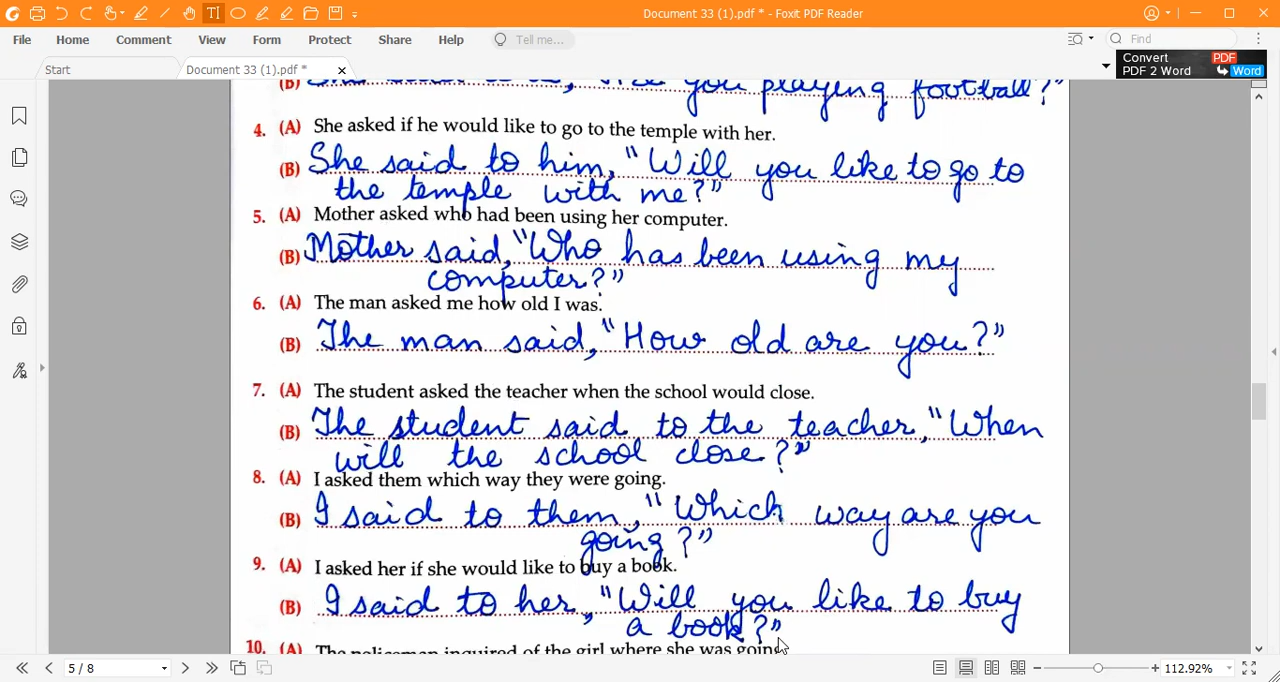 Document 33 (1).pdf * - Foxit PDF Reader
File Home Comment View Form Protect Share Help Tell me... Find
Start Document 33 (1).pdf * Convert PDF 2 Word PDF Word
(B) you playing football?"
4. (A) She asked if he would like to go to the temple with her.
(B) She said to him, "Will you like to go to
the temple with me?"
5. (A) Mother asked who had been using her computer.
(B) Mother said, "Who has been using my
computer?"
6. (A) The man asked me how old I was.
(B) The man said, "How old are you?"
7. (A) The student asked the teacher when the school would close.
(B) The student said to the teacher, "When
will the school close?"
8. (A) I asked them which way they were going.
(B) I said to them, "Which way are you
going?"
9. (A) I asked her if she would like to buy a book.
(B) I said to her, "Will you like to buy
a book?"
10. (A) The policeman inquired of the girl where she was going
5 / 8 112.92%